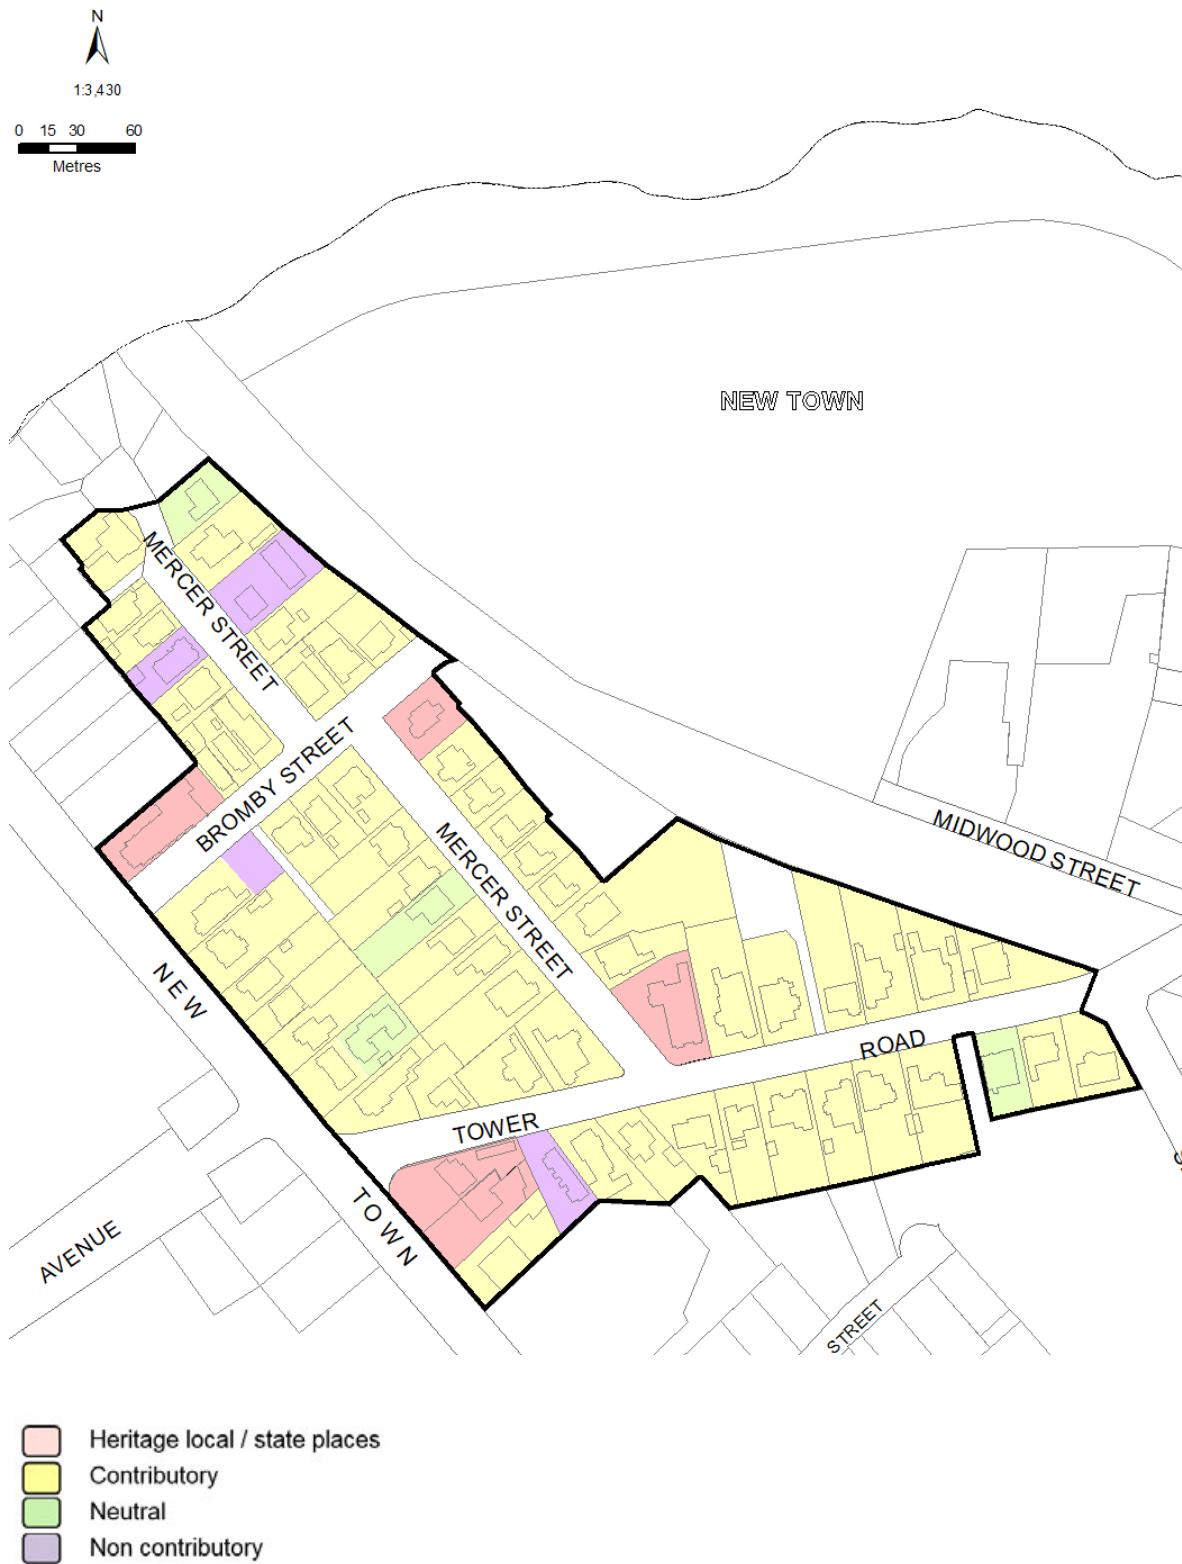 N
1:3,430
0 15 30 60
Metres
NEW TOWN
MERCER STREET
BROMBY STREET
MERCER STREET
MIDWOOD STREET
NEW
ROAD
TOWER
TOWN
AVENUE
STREET
S
Heritage local / state places
Contributory
Neutral
Non contributory